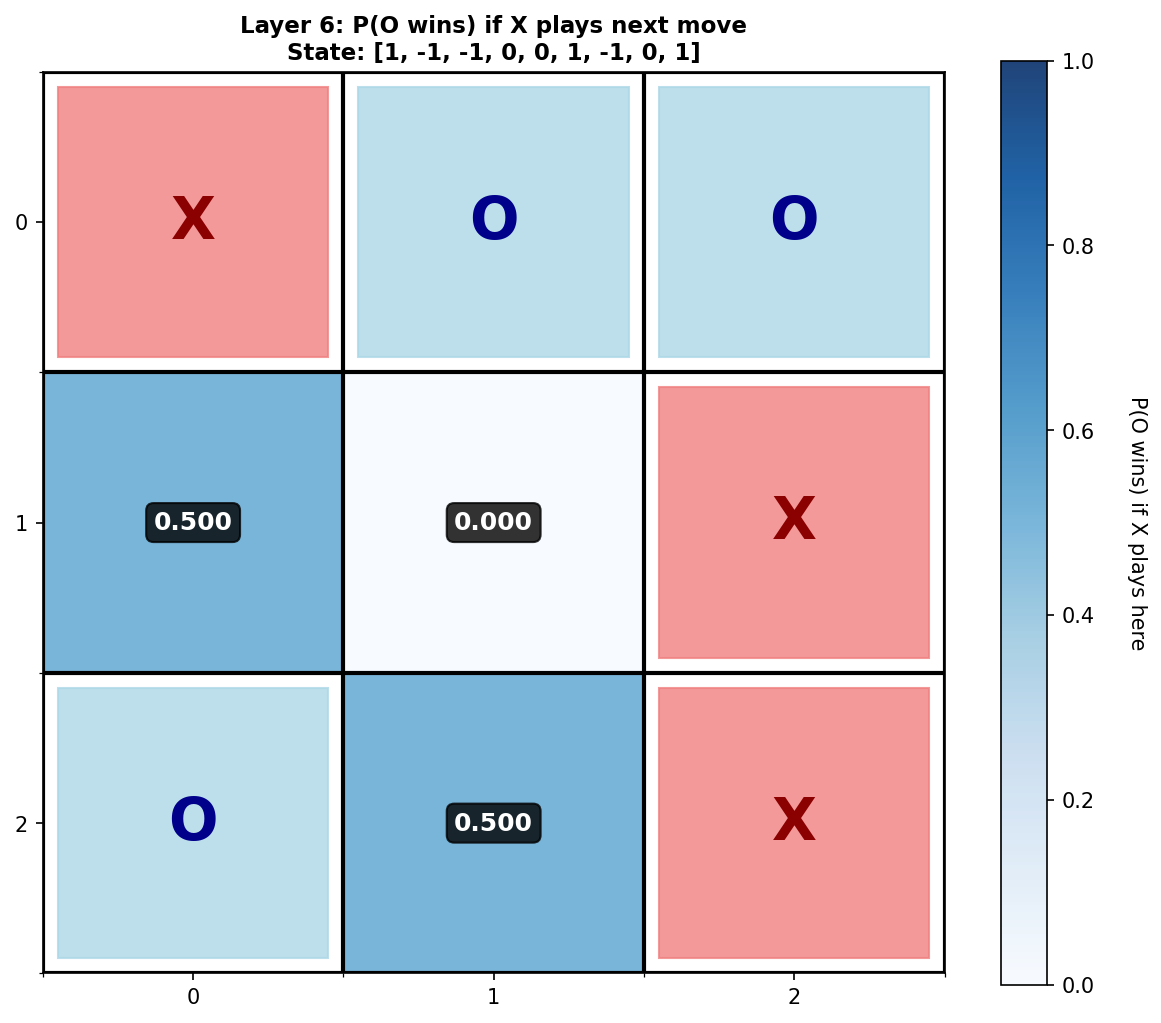 Layer 6: P(O wins) if X plays next move
State: [1, -1, -1, 0, 0, 1, -1, 0, 1]
X
O
O
0.500
0.000
X
O
0.500
X
0
1
2
0
1
2
1.0
0.8
0.6
0.4
0.2
0.0
P(O wins) if X plays here